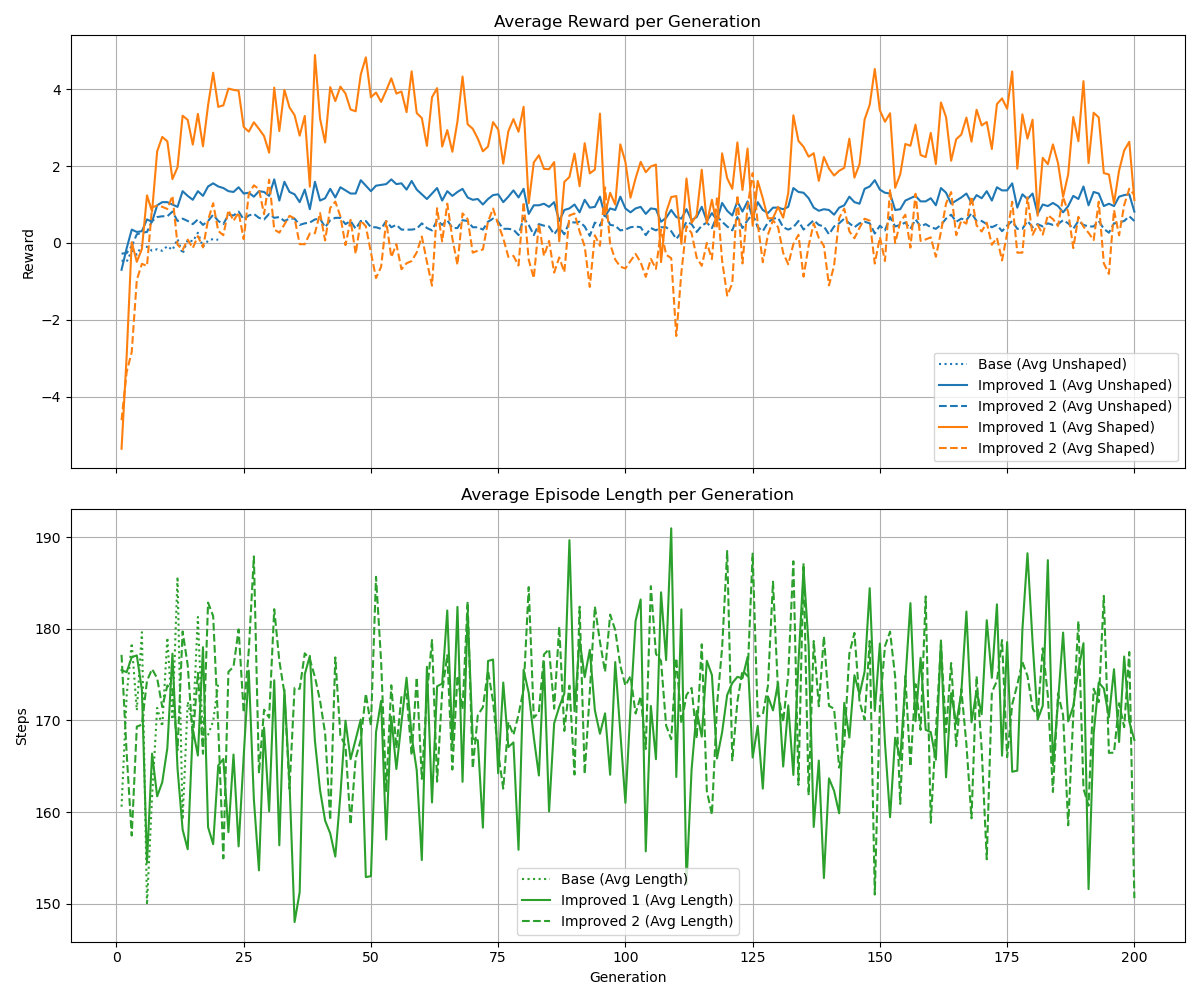 Average Reward per Generation
Reward
4
2
0
−2
−4
Base (Avg Unshaped)
Improved 1 (Avg Unshaped)
Improved 2 (Avg Unshaped)
Improved 1 (Avg Shaped)
Improved 2 (Avg Shaped)
Average Episode Length per Generation
Steps
190
180
170
160
150
Base (Avg Length)
Improved 1 (Avg Length)
Improved 2 (Avg Length)
0 25 50 75 100 125 150 175 200
Generation